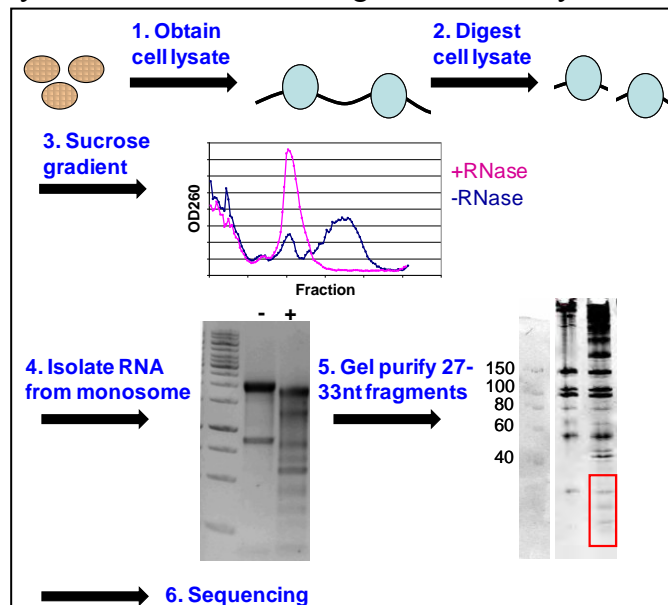 1. Obtain
cell lysate
2. Digest
cell lysate
3. Sucrose
gradient
OD260
+RNase
-RNase
Fraction
- +
4. Isolate RNA
from monosome
5. Gel purify 27-
33nt fragments
150
100
80
60
40
6. Sequencing